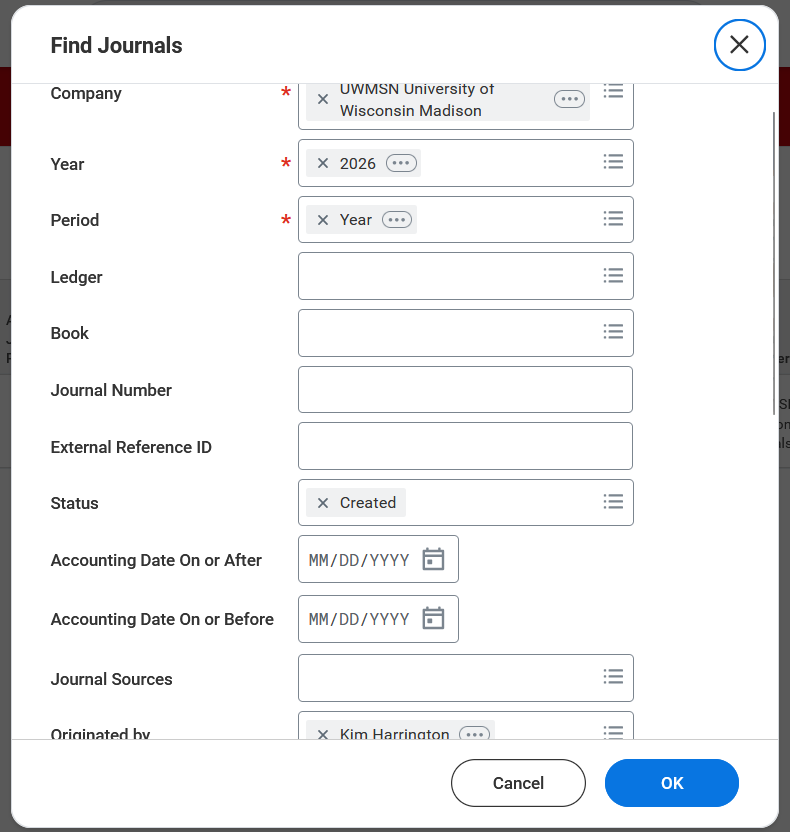 Find Journals
Company *
UWMSN University of
Wisconsin Madison
Year * 2026
Period * Year
Ledger
Book
Journal Number
External Reference ID
Status Created
Accounting Date On or After MM/DD/YYYY
Accounting Date On or Before MM/DD/YYYY
Journal Sources
Originated by Kim Harrington
Cancel OK